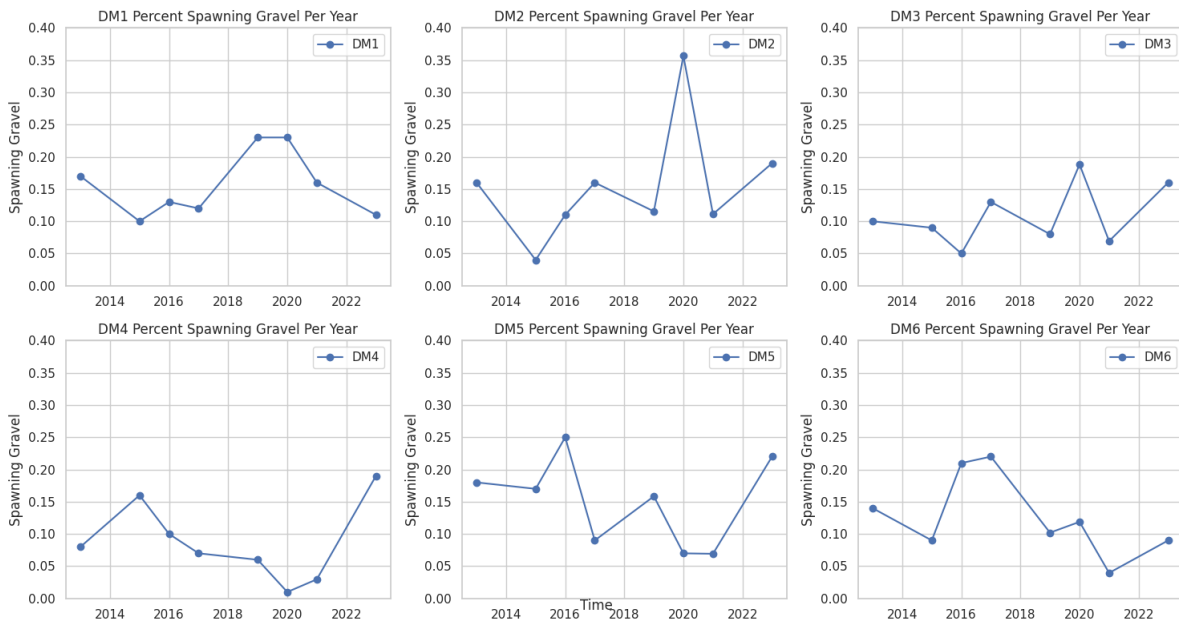 DM1 Percent Spawning Gravel Per Year
DM1
Spawning Gravel
0.40
0.35
0.30
0.25
0.20
0.15
0.10
0.05
0.00
2014 2016 2018 2020 2022
DM2 Percent Spawning Gravel Per Year
DM2
Spawning Gravel
0.40
0.35
0.30
0.25
0.20
0.15
0.10
0.05
0.00
2014 2016 2018 2020 2022
DM3 Percent Spawning Gravel Per Year
DM3
Spawning Gravel
0.40
0.35
0.30
0.25
0.20
0.15
0.10
0.05
0.00
2014 2016 2018 2020 2022
DM4 Percent Spawning Gravel Per Year
DM4
Spawning Gravel
0.40
0.35
0.30
0.25
0.20
0.15
0.10
0.05
0.00
2014 2016 2018 2020 2022
DM5 Percent Spawning Gravel Per Year
DM5
Spawning Gravel
0.40
0.35
0.30
0.25
0.20
0.15
0.10
0.05
0.00
2014 2016 2018 2020 2022
DM6 Percent Spawning Gravel Per Year
DM6
Spawning Gravel
0.40
0.35
0.30
0.25
0.20
0.15
0.10
0.05
0.00
2014 2016 2018 2020 2022
Time